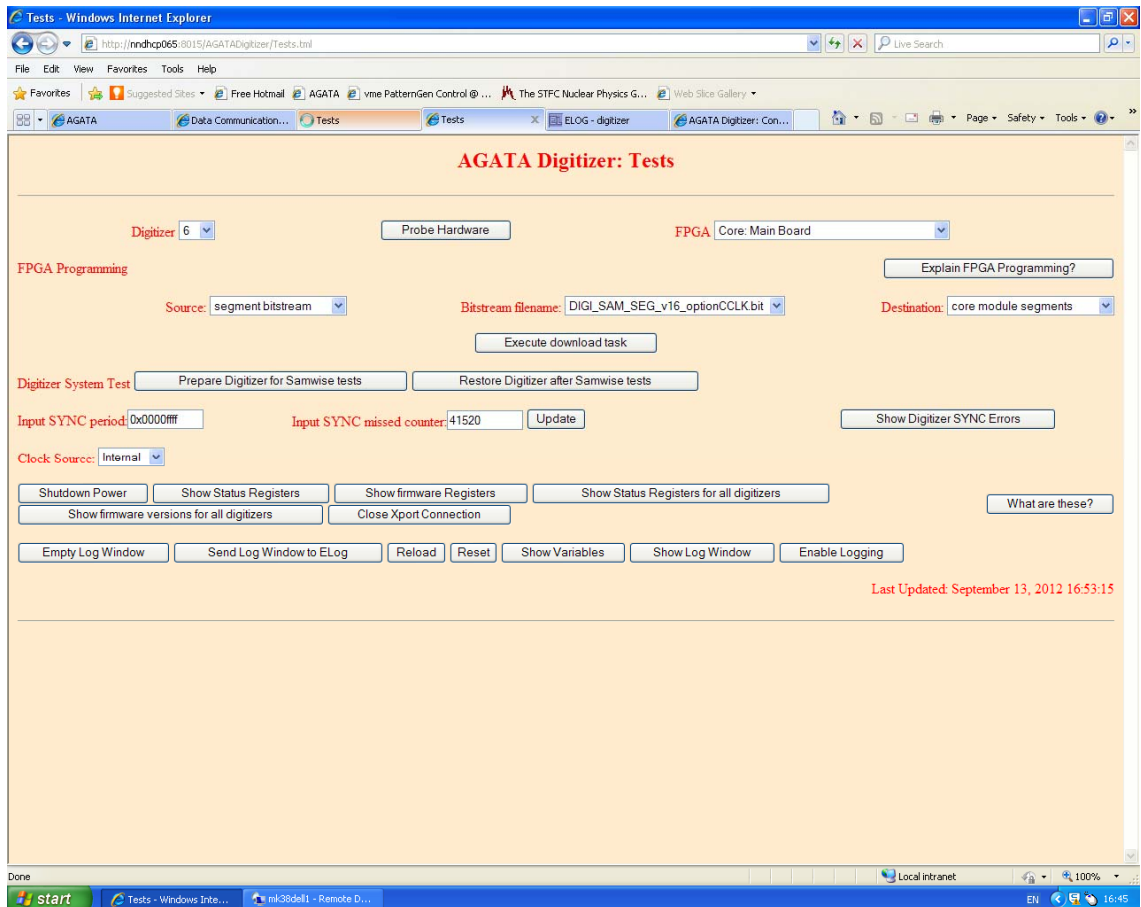 Tests - Windows Internet Explorer
http://nndhcp065:8015/AGATADigitizer/Tests.tml Live Search
File Edit View Favorites Tools Help
Favorites Suggested Sites Free Hotmail AGATA vme PatternGen Control @ ... The STFC Nuclear Physics G... Web Slice Gallery
AGATA Data Communication... Tests Tests X ELOG - digitizer AGATA Digitizer: Con... Page Safety Tools »
AGATA Digitizer: Tests
Digitizer 6 Probe Hardware FPGA Core: Main Board
FPGA Programming Explain FPGA Programming?
Source: segment bitstream Bitstream filename: DIGI_SAM_SEG_v16_optionCCLK.bit Destination: core module segments
Execute download task
Digitizer System Test Prepare Digitizer for Samwise tests Restore Digitizer after Samwise tests
Input SYNC period: 0x0000ffff Input SYNC missed counter: 41520 Update Show Digitizer SYNC Errors
Clock Source: Internal
Shutdown Power Show Status Registers Show firmware Registers Show Status Registers for all digitizers
What are these?
Show firmware versions for all digitizers Close Xport Connection
Empty Log Window Send Log Window to ELog Reload Reset Show Variables Show Log Window Enable Logging
Last Updated: September 13, 2012 16:53:15
Done Local intranet 100%
start Tests - Windows Inte... mk38dell1 - Remote D... EN 16:45